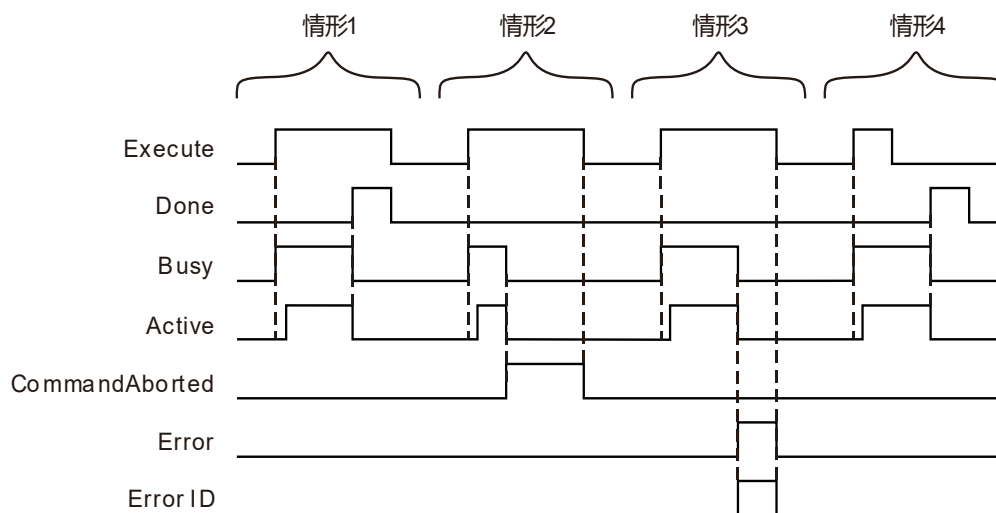 情形1 情形2 情形3 情形4
Execute
Done
Busy
Active
CommandAborted
Error
Error ID